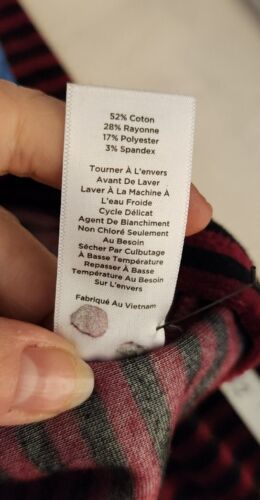 52% Coton
28% Rayonne
17% Polyester
3% Spandex
Tourner À L'envers
Avant De Laver
Laver À La Machine À
L'eau Froide
Cycle Délicat
Agent De Blanchiment
Non Chloré Seulement
Au Besoin
Sécher Par Culbutage
À Basse Température
Repasser À Basse
Température Au Besoin
Sur L'envers
Fabriqué Au Vietnam